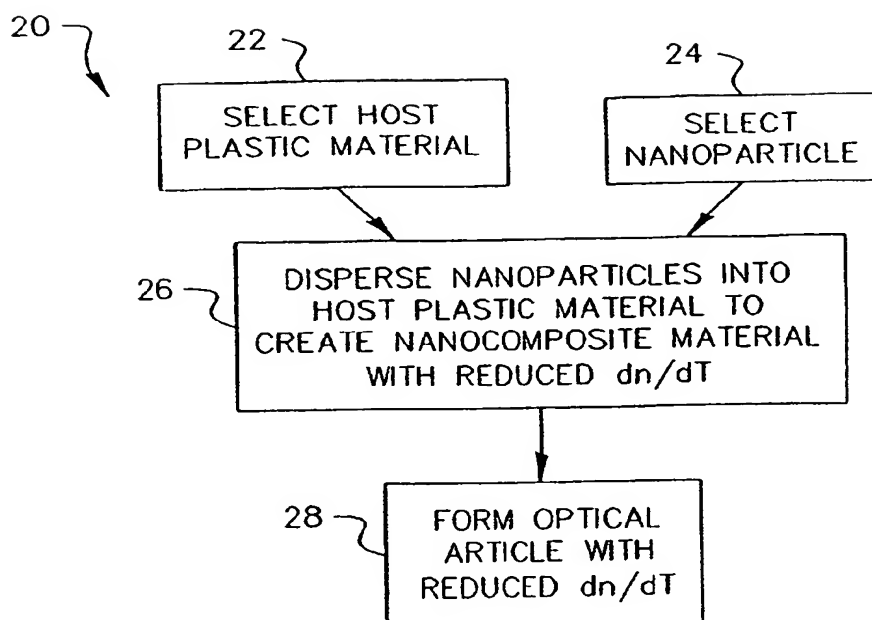 20
22
SELECT HOST
PLASTIC MATERIAL
24
SELECT
NANOPARTICLE
26
DISPERSE NANOPARTICLES INTO
HOST PLASTIC MATERIAL TO
CREATE NANOCOMPOSITE MATERIAL
WITH REDUCED dn/dT
28
FORM OPTICAL
ARTICLE WITH
REDUCED dn/dT